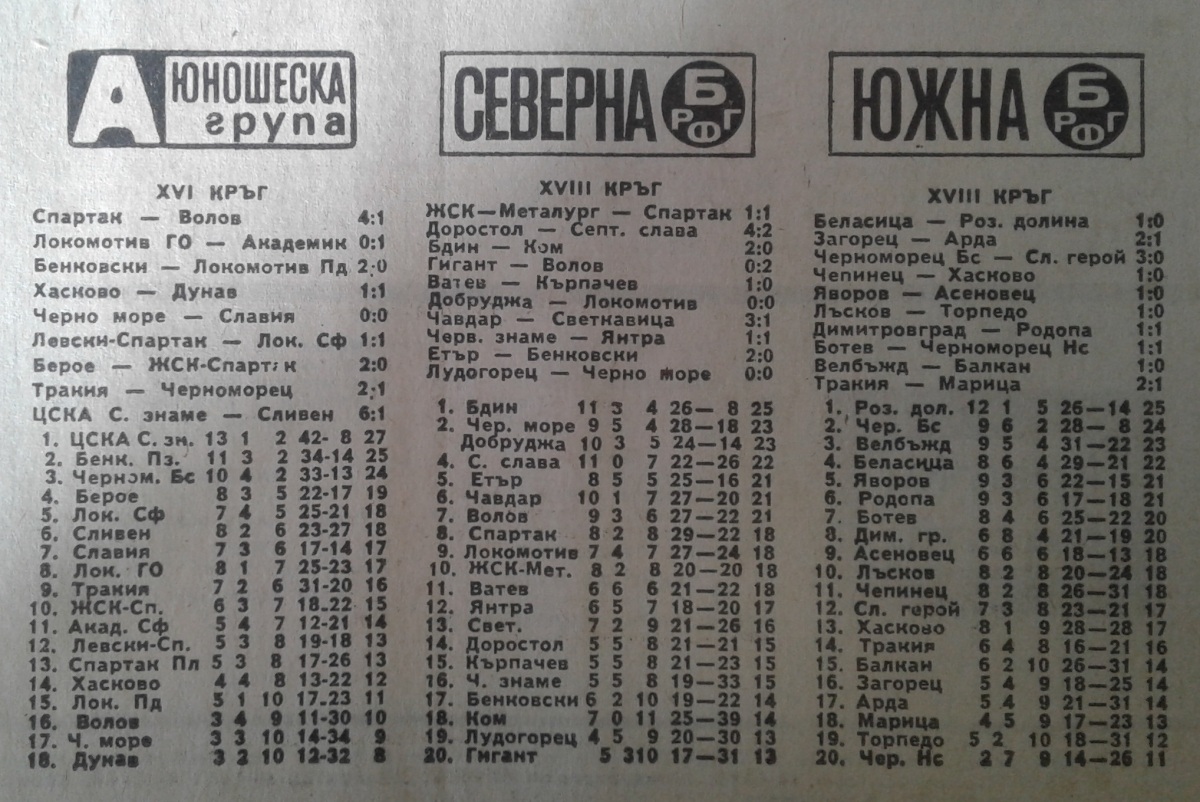 А ЮНОШЕСКА
група
XVI КРЪГ
Спартак — Волов 4:1
Локомотив ГО — Академик 0:1
Бенковски — Локомотив Пд 2:0
Хасково — Дунав 1:1
Черно море — Славия 0:0
Левски-Спартак — Лок. Сф 1:1
Берое — ЖСК-Спартак 2:0
Тракия — Черноморец 2:1
ЦСКА С. знаме — Сливен 6:1
1. ЦСКА С. зн. 13 1 2 42- 8 27
2. Бенк. Пз. 11 3 2 34-14 25
3. Черном. Бс 10 4 2 33-13 24
4. Берое 8 3 5 22-17 19
5. Лок. Сф 7 4 5 25-21 18
6. Сливен 8 2 6 23-27 18
7. Славия 7 3 6 17-14 17
8. Лок. ГО 8 1 7 25-23 17
9. Тракия 7 2 6 31-20 16
10. ЖСК-Сп. 6 3 7 18-22 15
11. Акад. Сф 5 4 7 12-21 14
12. Левски-Сп. 5 3 8 19-18 13
13. Спартак Пл 5 3 8 17-26 13
14. Хасково 4 4 8 13-22 12
15. Лок. Пд 5 1 10 17-23 11
16. Волов 3 4 9 11-30 10
17. Ч. море 3 3 10 14-34 9
18. Дунав 3 2 10 12-32 8
СЕВЕРНА Б РФГ
XVIII КРЪГ
ЖСК—Металург — Спартак 1:1
Доростол — Септ. слава 4:2
Бдин — Ком 2:0
Гигант — Волов 0:2
Ватев — Кърпачев 1:0
Добруджа — Локомотив 0:0
Чавдар — Светкавица 3:1
Черв. знаме — Янтра 1:1
Етър — Бенковски 2:0
Лудогорец — Черно море 0:0
1. Бдин 11 3 4 26— 8 25
2. Чер. море 9 5 4 28—18 23
Добруджа 10 3 5 24—14 23
4. С. слава 11 0 7 22—26 22
5. Етър 8 5 5 25—16 21
6. Чавдар 10 1 7 27—20 21
7. Волов 9 3 6 27—22 21
8. Спартак 8 2 8 29—22 18
9. Локомотив 7 4 7 27—24 18
10. ЖСК-Мет. 8 2 8 20—20 18
11. Ватев 6 6 6 21—22 18
12. Янтра 6 5 7 18—20 17
13. Свет. 7 2 9 21—26 16
14. Доростол 5 5 8 21—21 15
15. Кърпачев 5 5 8 21—23 15
16. Ч. знаме 5 5 8 19—33 15
17. Бенковски 6 2 10 19—22 14
18. Ком 7 0 11 25—39 14
19. Лудогорец 4 5 9 20—30 13
20. Гигант 5 310 17—31 13
ЮЖНА Б РФГ
XVIII КРЪГ
Беласица — Роз. долина 1:0
Загорец — Арда 2:1
Черноморец Бс — Сл. герой 3:0
Чепинец — Хасково 1:0
Яворов — Асеновец 1:0
Лъсков — Торпедо 1:0
Димитровград — Родопа 1:1
Ботев — Черноморец Нс 1:1
Велбъжд — Балкан 1:0
Тракия — Марица 2:1
1. Роз. дол. 12 1 5 26—14 25
2. Чер. Бс 9 6 2 28— 8 24
3. Велбъжд 9 5 4 31—22 23
4. Беласица 8 6 4 29—21 22
5. Яворов 9 3 6 22—15 21
6. Родопа 9 3 6 17—18 21
7. Ботев 8 4 6 25—22 20
8. Дим. гр. 6 8 4 21—19 20
9. Асеновец 6 6 6 18—13 18
10. Лъсков 8 2 8 20—24 18
11. Чепинец 8 2 8 26—31 18
12. Сл. герой 7 3 8 23—21 17
13. Хасково 8 1 9 28—28 17
14. Тракия 6 4 8 16—21 16
15. Балкан 6 2 10 26—31 14
16. Загорец 5 4 9 18—25 14
17. Арда 5 4 9 21—31 14
18. Марица 4 5 9 17—23 13
19. Торпедо 5 2 10 18—31 12
20. Чер. Нс 2 7 9 14—26 11